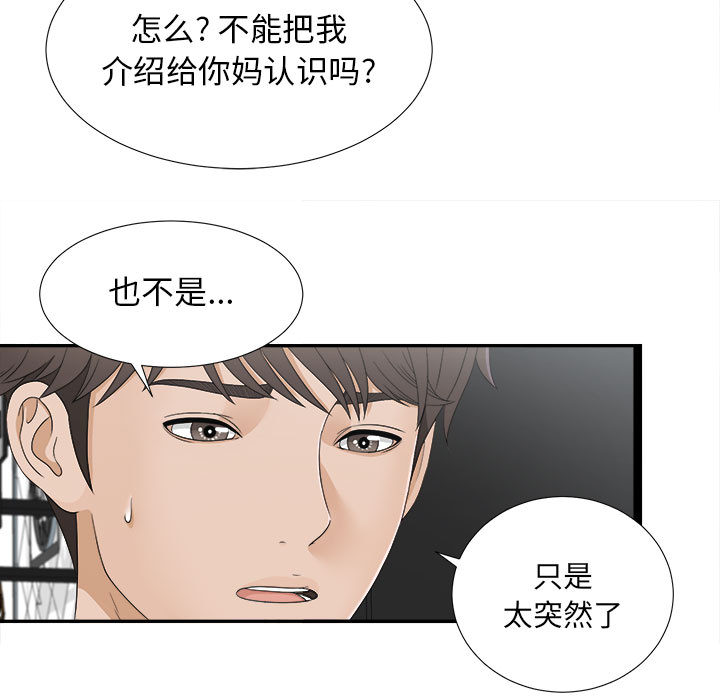 怎么? 不能把我
介绍给你妈认识吗?
也不是...
只是
太突然了